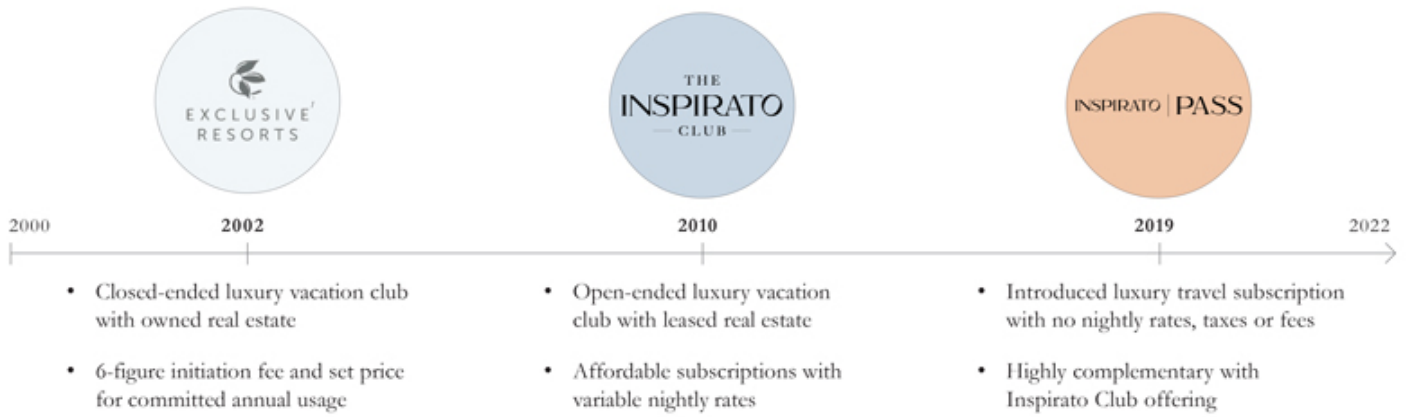 EXCLUSIVE
RESORTS
THE
INSPIRATO
CLUB
INSPIRATO | PASS
2000
2002
2010
2019
2022
• Closed-ended luxury vacation club
with owned real estate
• 6-figure initiation fee and set price
for committed annual usage
• Open-ended luxury vacation
club with leased real estate
• Affordable subscriptions with
variable nightly rates
• Introduced luxury travel subscription
with no nightly rates, taxes or fees
• Highly complementary with
Inspirato Club offering